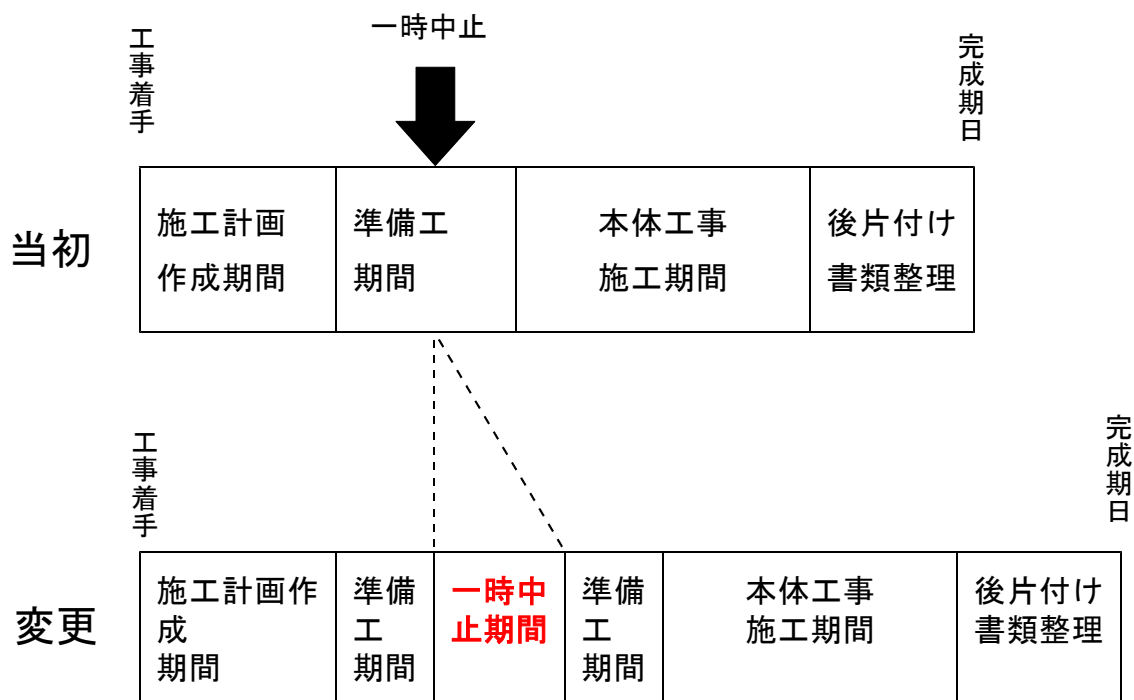 一時中止
工事着手
完成期日
当初
施工計画
作成期間
準備工
期間
本体工事
施工期間
後片付け
書類整理
工事着手
完成期日
変更
施工計画作
成
期間
準備
工
期間
一時中
止期間
準備
工
期間
本体工事
施工期間
後片付け
書類整理